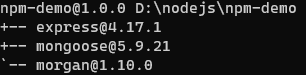 npm-demo@1.0.0 D:\nodejs\npm-demo
+-- express@4.17.1
+-- mongoose@5.9.21
`-- morgan@1.10.0